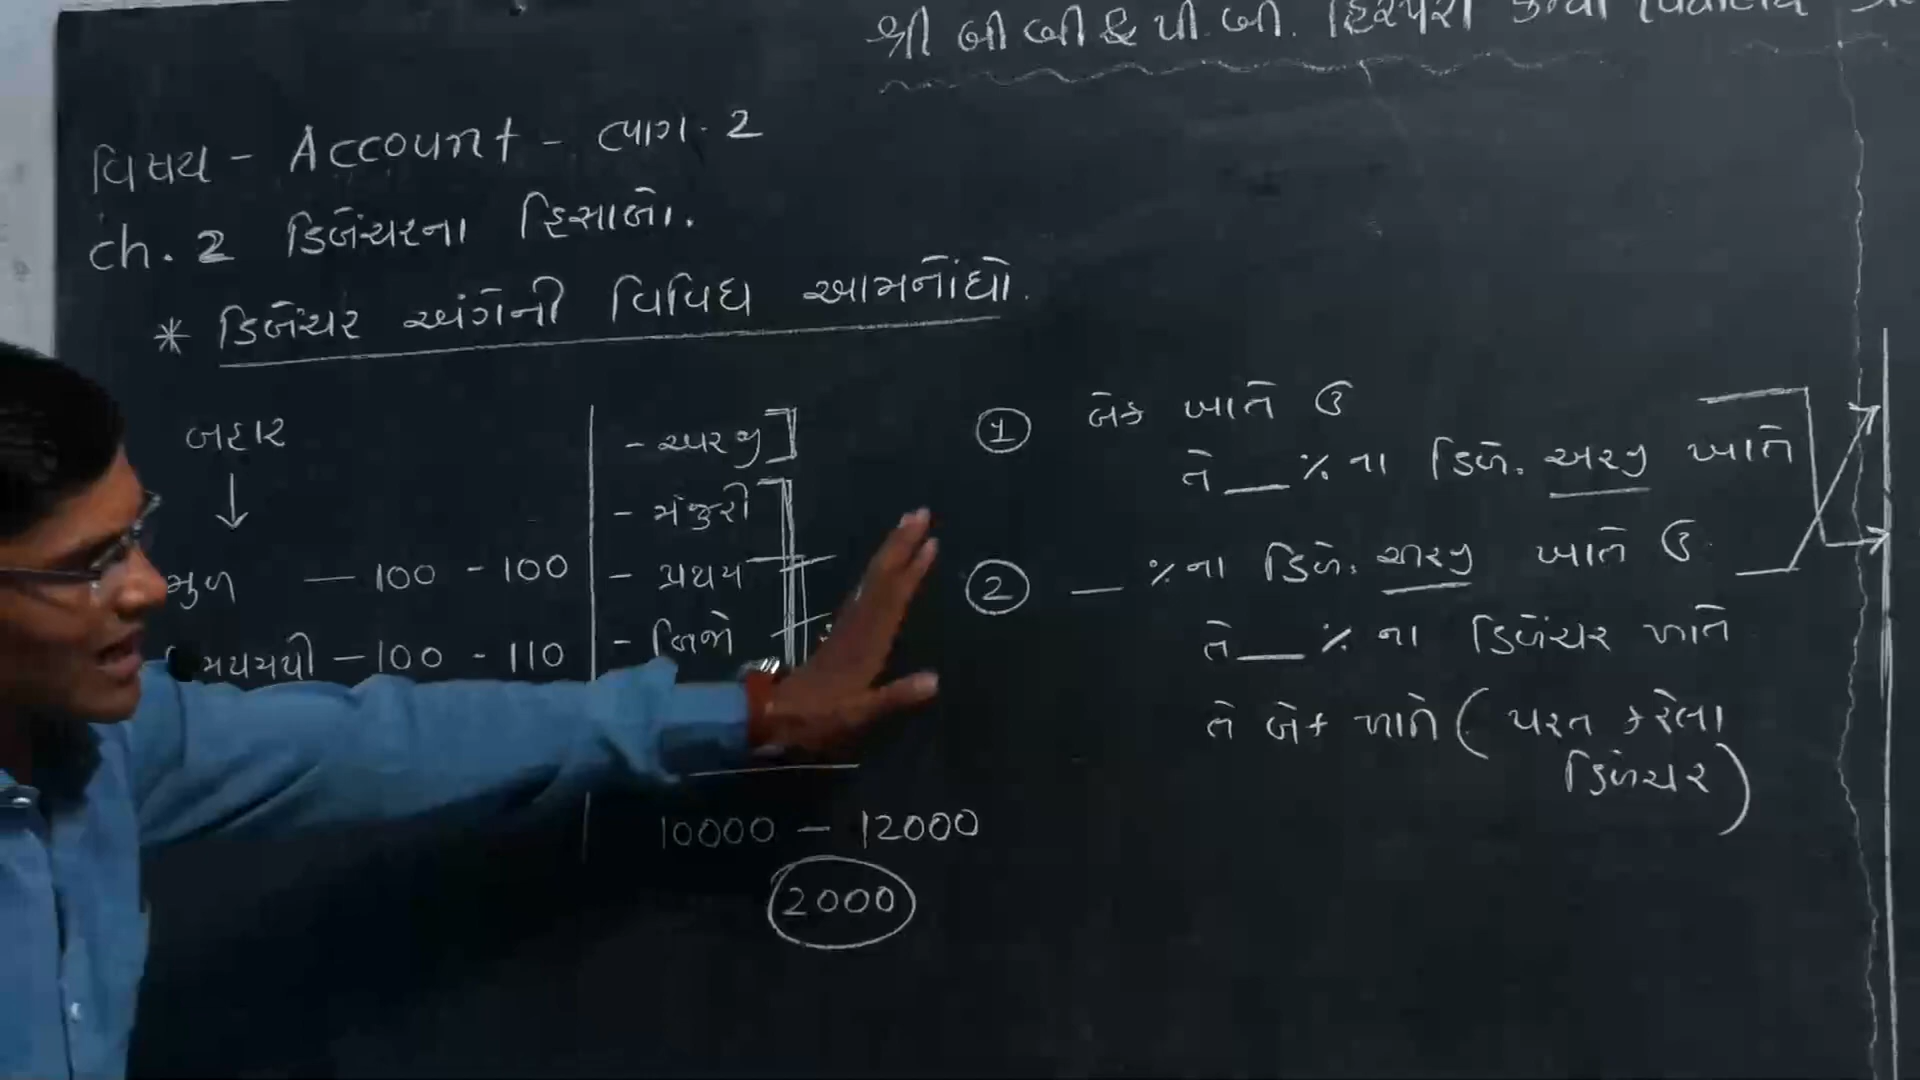 શ્રી બી બી & પી.બી. હિરપરા કન્યા વિદ્યાલય
વિષય - Account - ભાગ-2
ch. 2 ડિબેંચરના હિસાબો.
* ડિબેંચર અંગેની વિવિધ આમનોંધો.
બહાર
↓
મુળ — 100 - 100
— 100 - 110
- અરજી
- મંજુરી
- પ્રથમ
- બિજો
10000 — 12000
2000
① બેંક ખાતે ઉ
તે __ % ના ડિબે. અરજી ખાતે
② __ % ના ડિબે. અરજી ખાતે ઉ.
તે __ % ના ડિબેંચર ખાતે
તે બેંક ખાતે ( પરત કરેલા
ડિબેંચર )